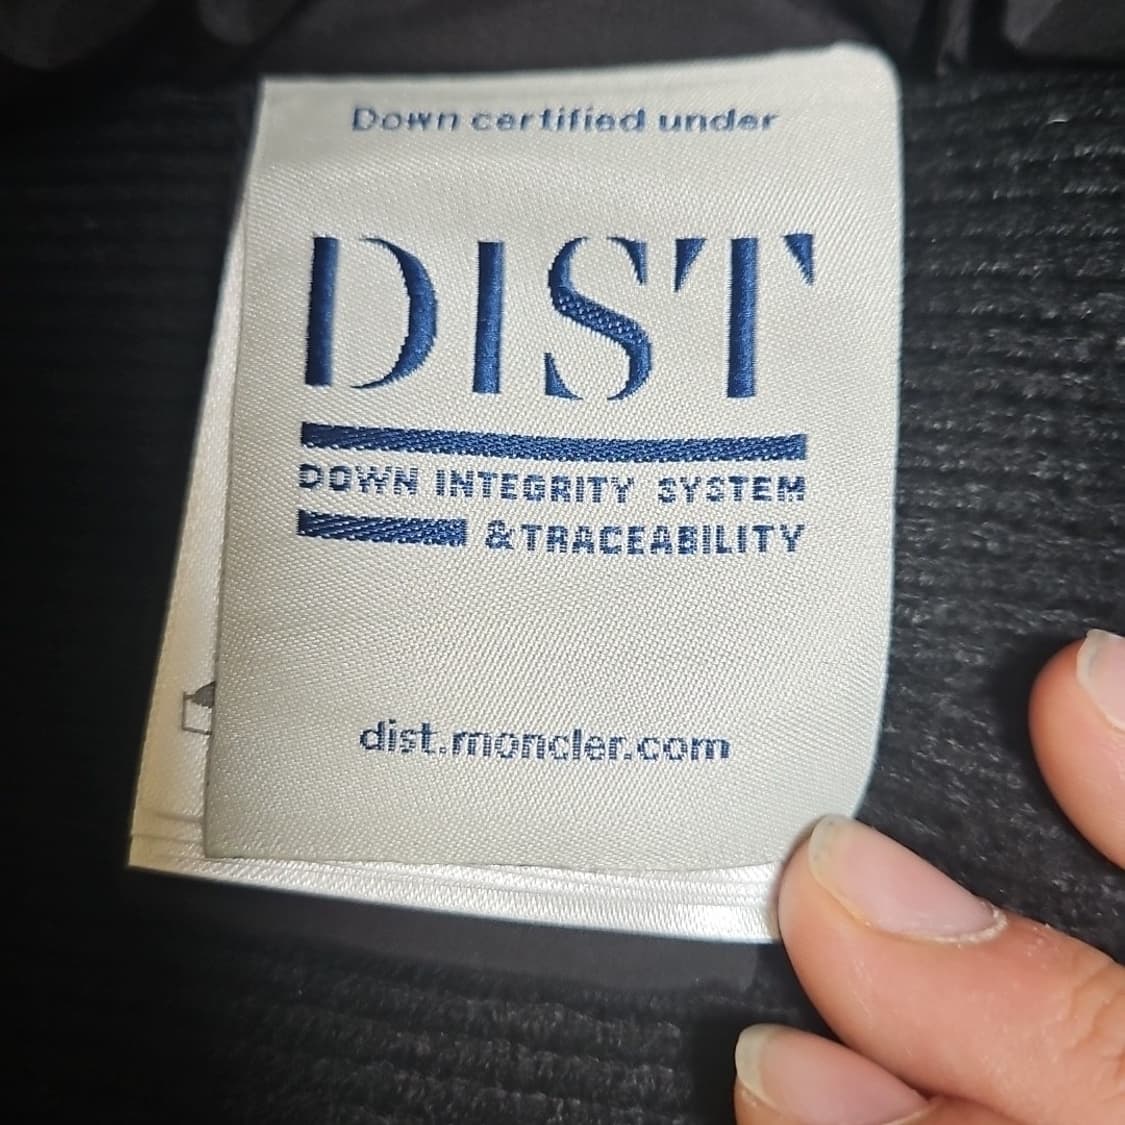 Down certified under
DIST
DOWN INTEGRITY SYSTEM
&TRACEABILITY
dist.moncler.com